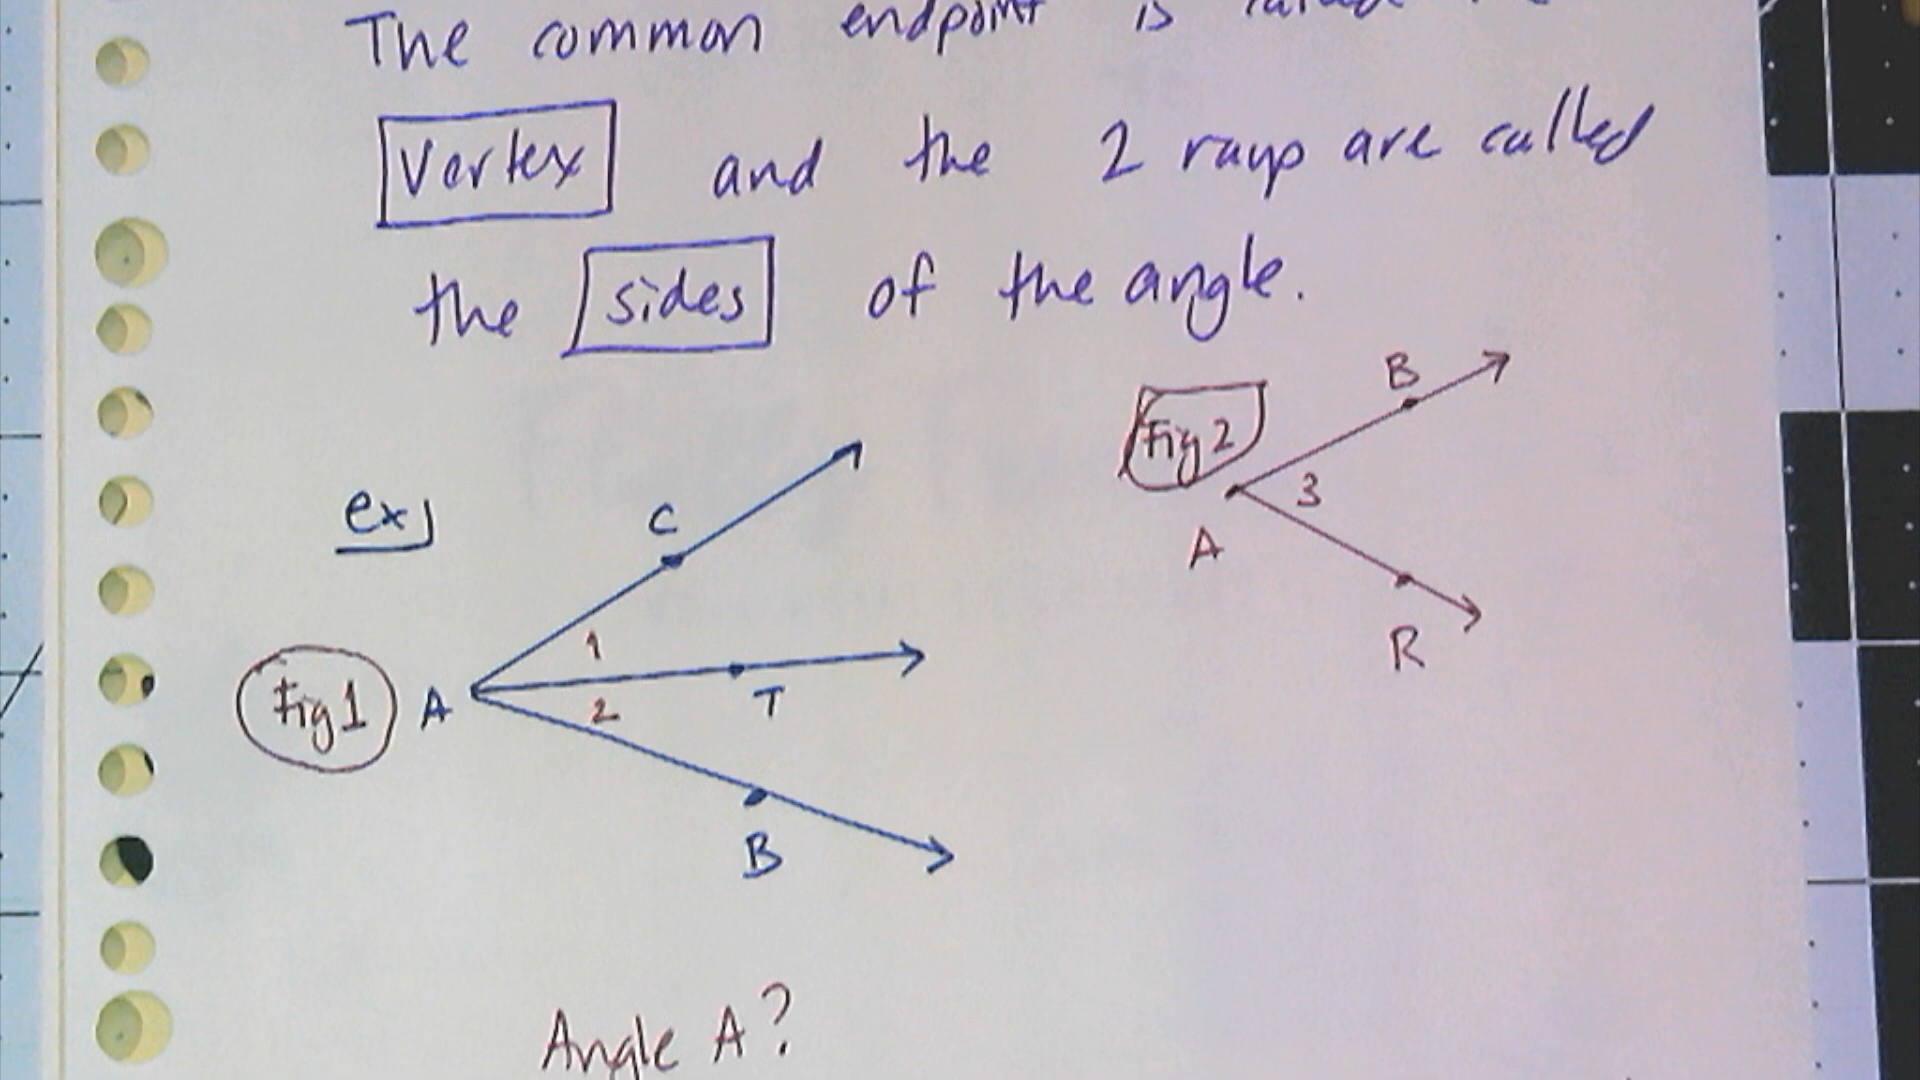 The common endpoint is
Vertex and the 2 rays are called
the sides of the angle.
B
Fig 2
3
A
R
ex)
C
1
Fig 1 A
T
2
B
Angle A?